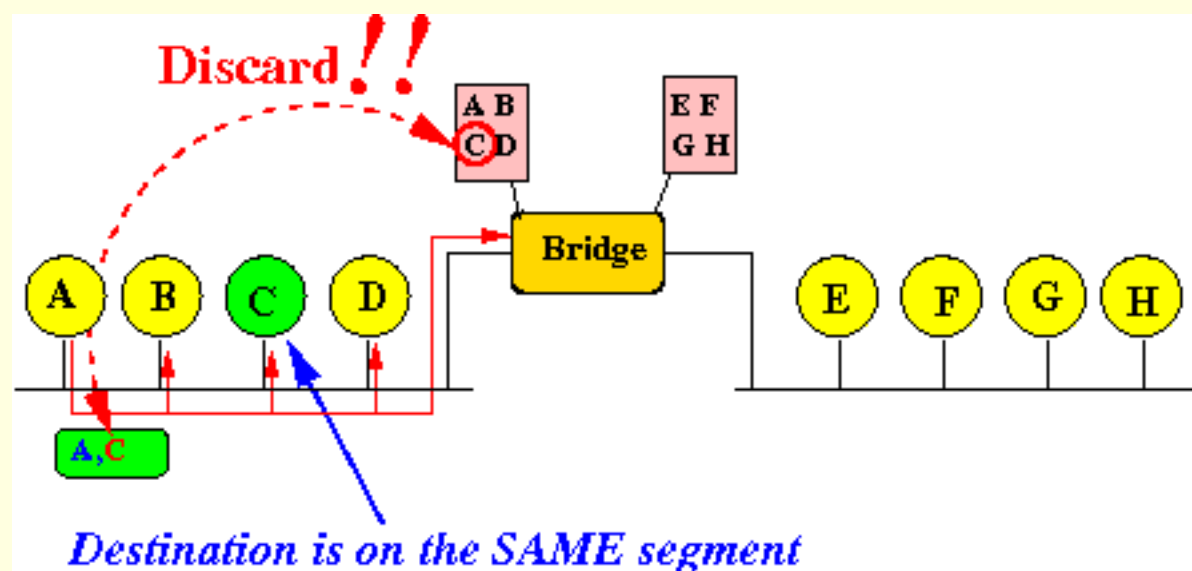 Discard !!
A B
C D
E F
G H
Bridge
A
B
C
D
E
F
G
H
A,C
Destination is on the SAME segment